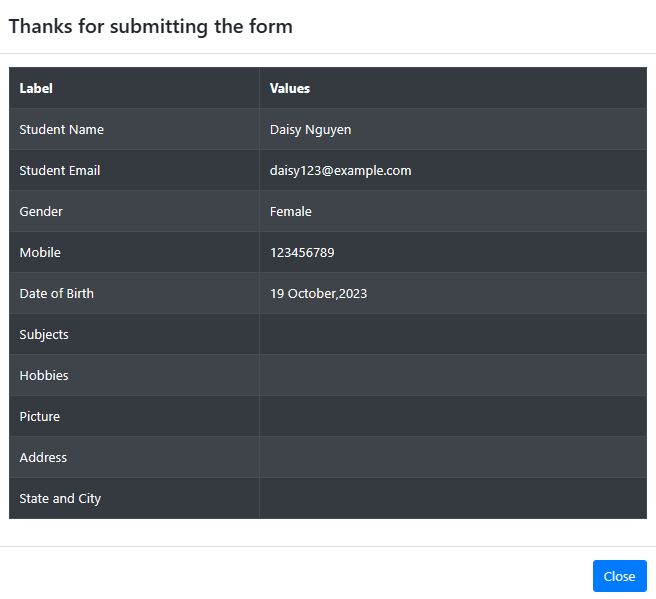 Thanks for submitting the form
Label Values
Student Name Daisy Nguyen
Student Email daisy123@example.com
Gender Female
Mobile 123456789
Date of Birth 19 October,2023
Subjects
Hobbies
Picture
Address
State and City
Close